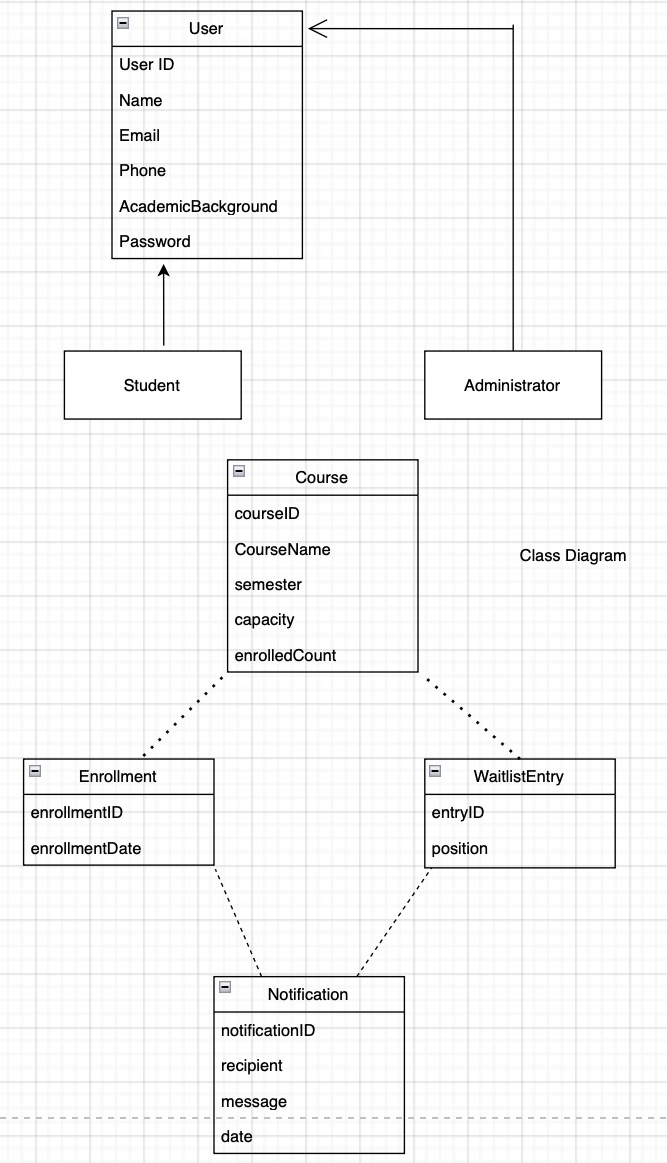 User
User ID
Name
Email
Phone
AcademicBackground
Password
Student
Administrator
Course
courseID
CourseName
semester
capacity
enrolledCount
Class Diagram
Enrollment
enrollmentID
enrollmentDate
WaitlistEntry
entryID
position
Notification
notificationID
recipient
message
date